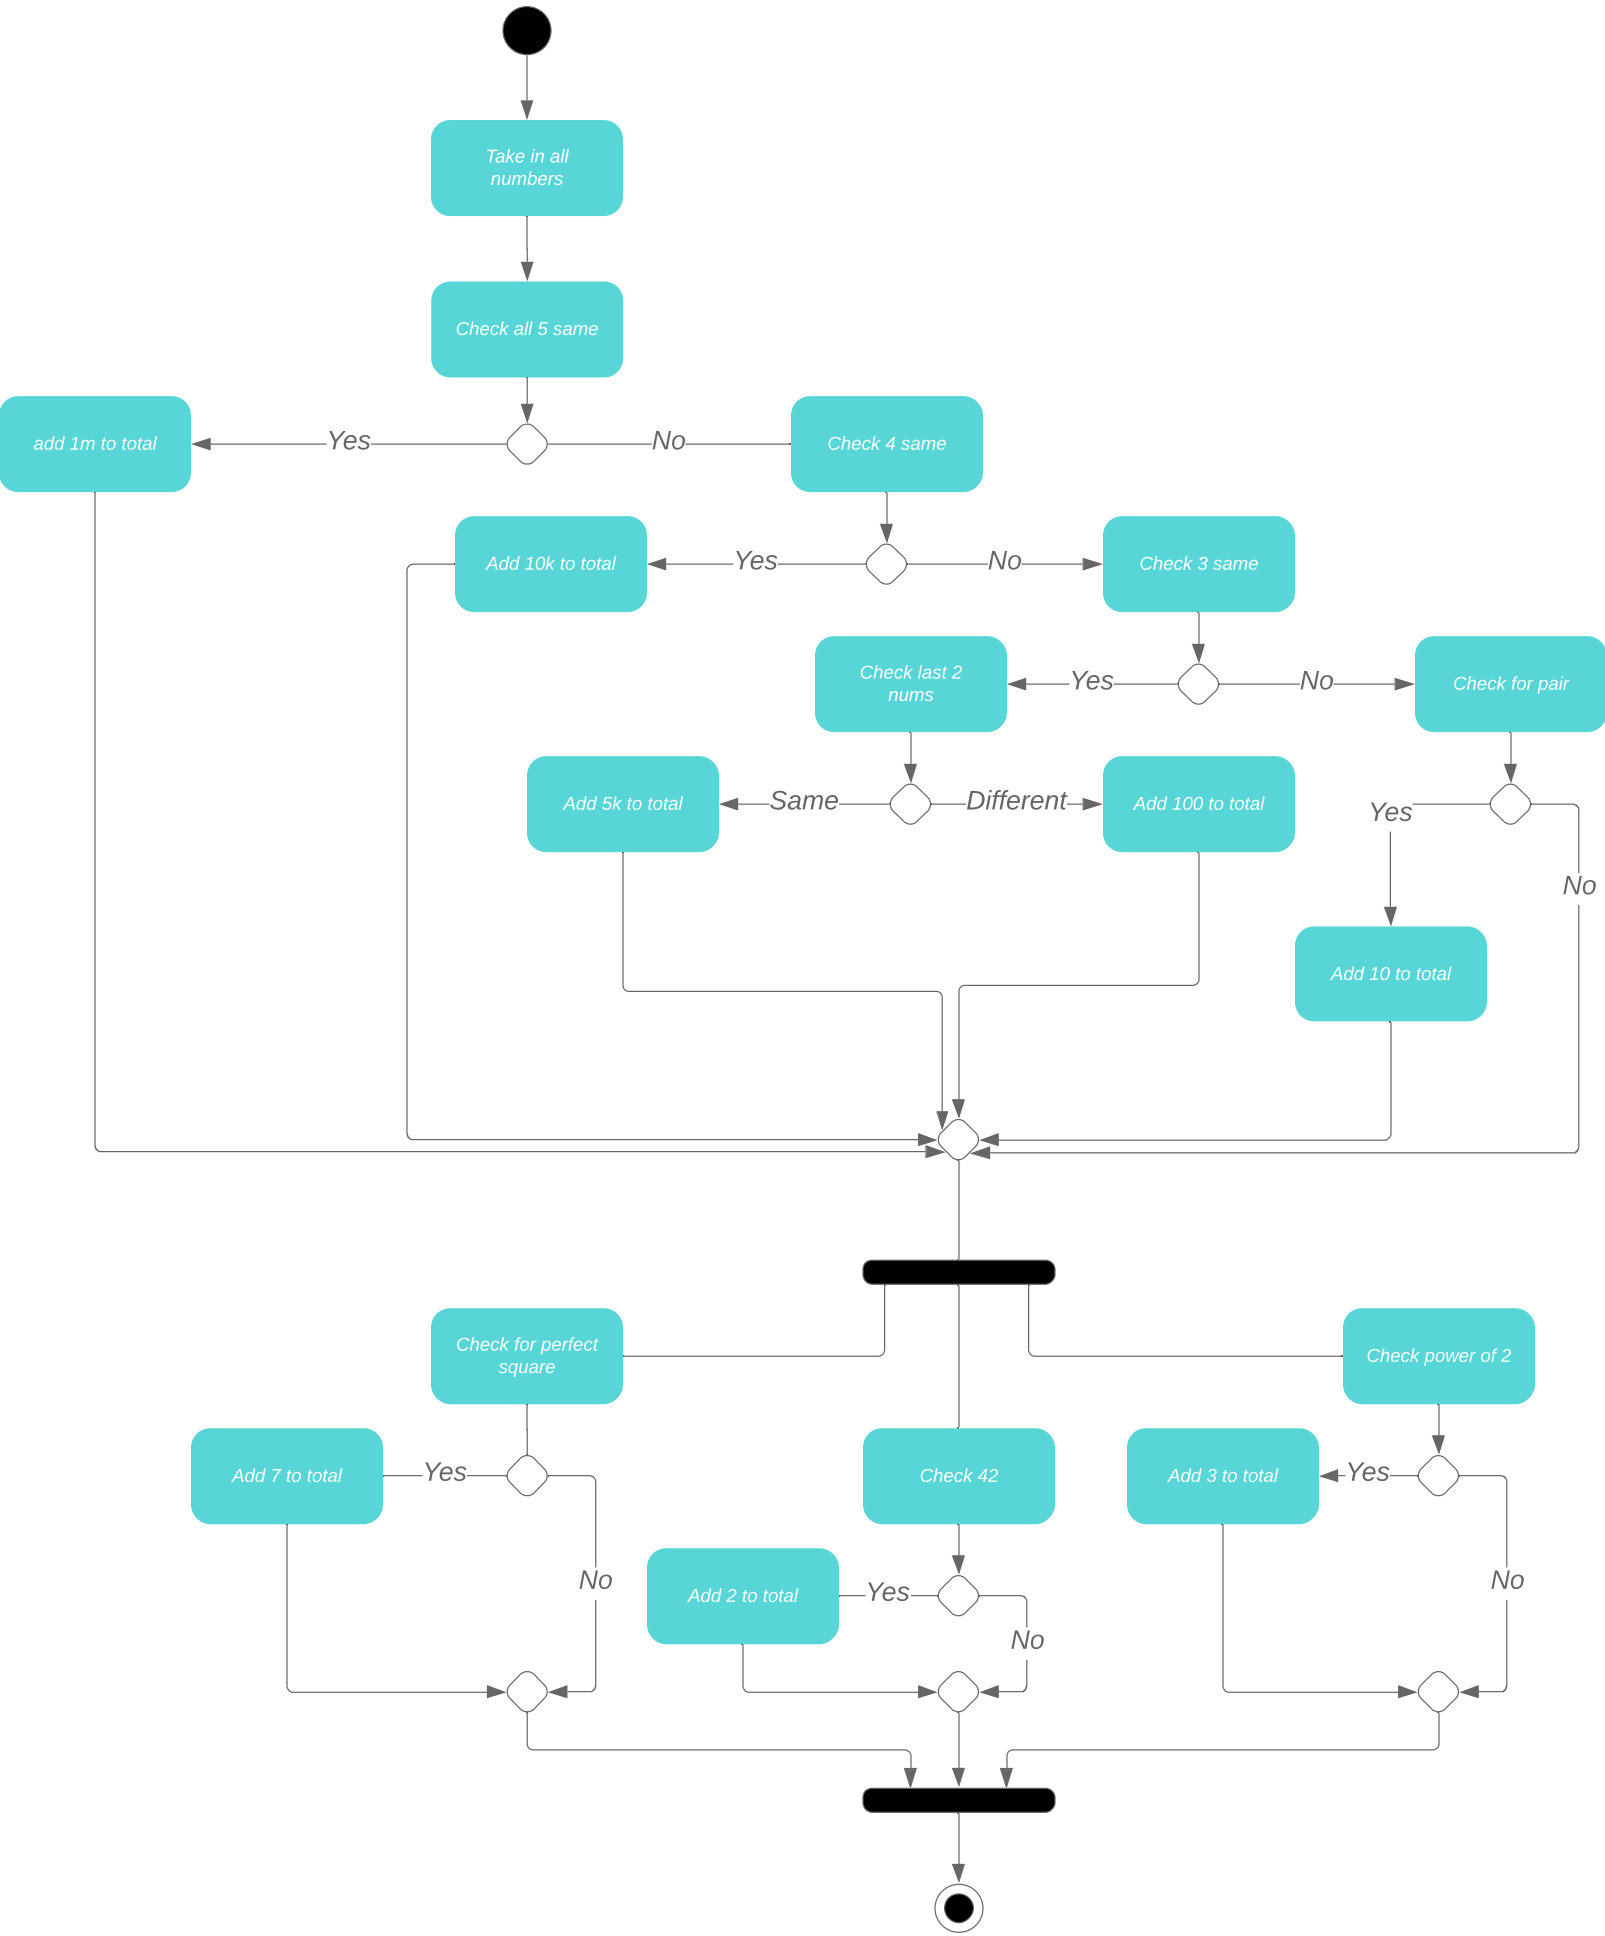 Take in all
numbers
Check all 5 same
add 1m to total
Yes
No
Check 4 same
Add 10k to total
Yes
No
Check 3 same
Check last 2
nums
Yes
No
Check for pair
Add 5k to total
Same
Different
Add 100 to total
Yes
No
Add 10 to total
Check for perfect
square
Check power of 2
Add 7 to total
Yes
Check 42
Add 3 to total
Yes
No
No
Add 2 to total
Yes
No